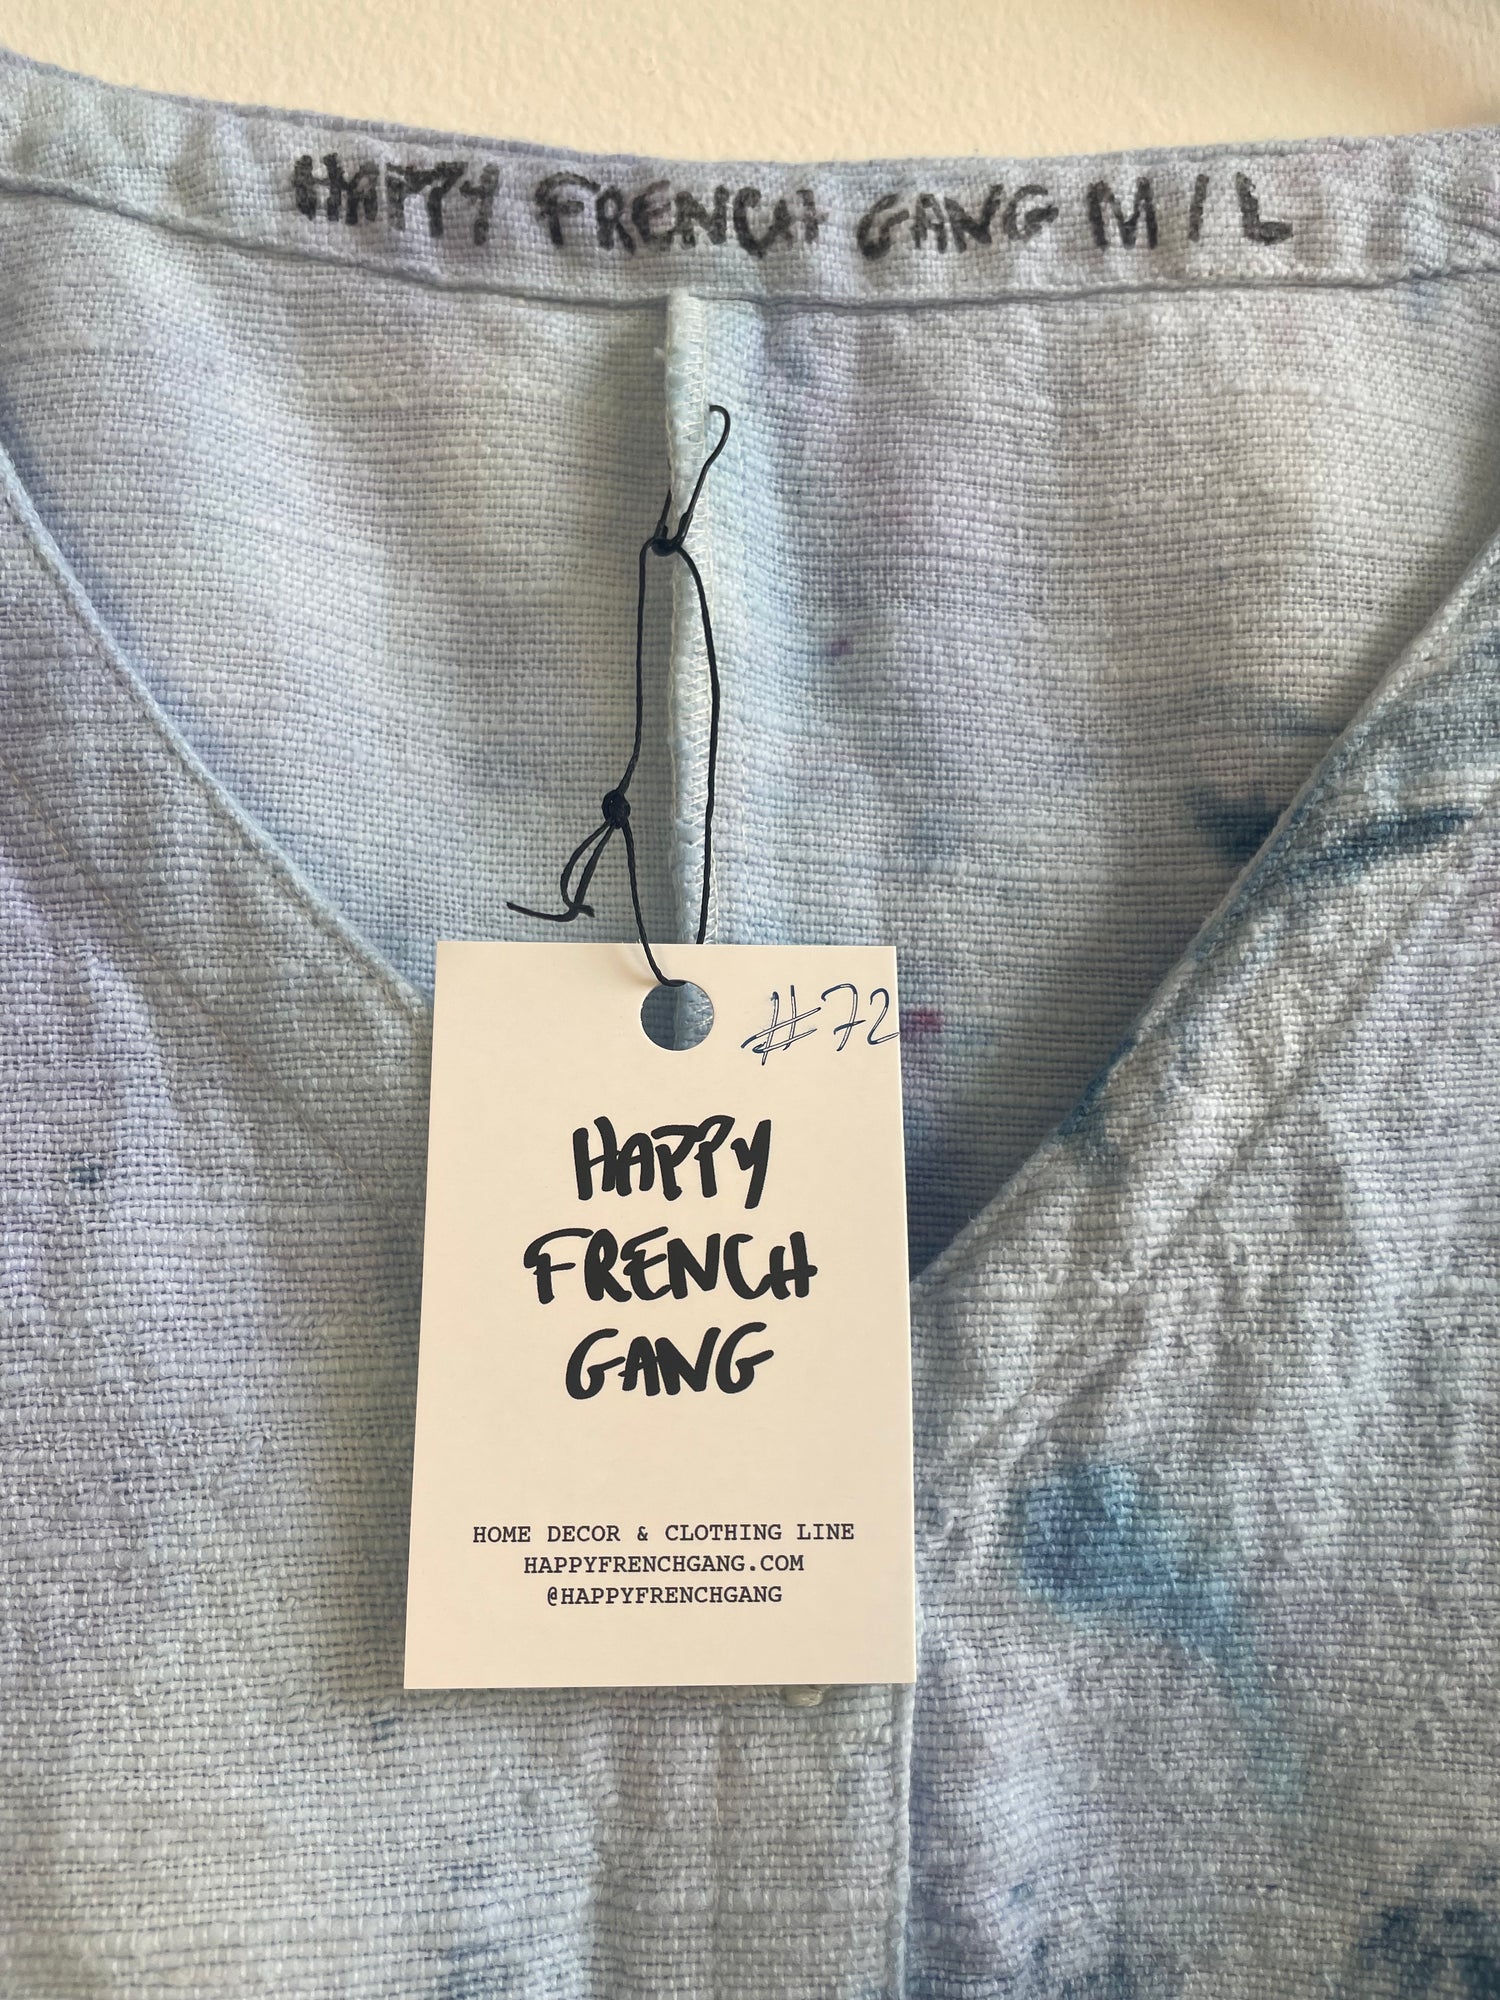 HAPPY FRENCH GANG M / L
#72
HAPPY
FRENCH
GANG
HOME DECOR & CLOTHING LINE
HAPPYFRENCHGANG.COM
@HAPPYFRENCHGANG